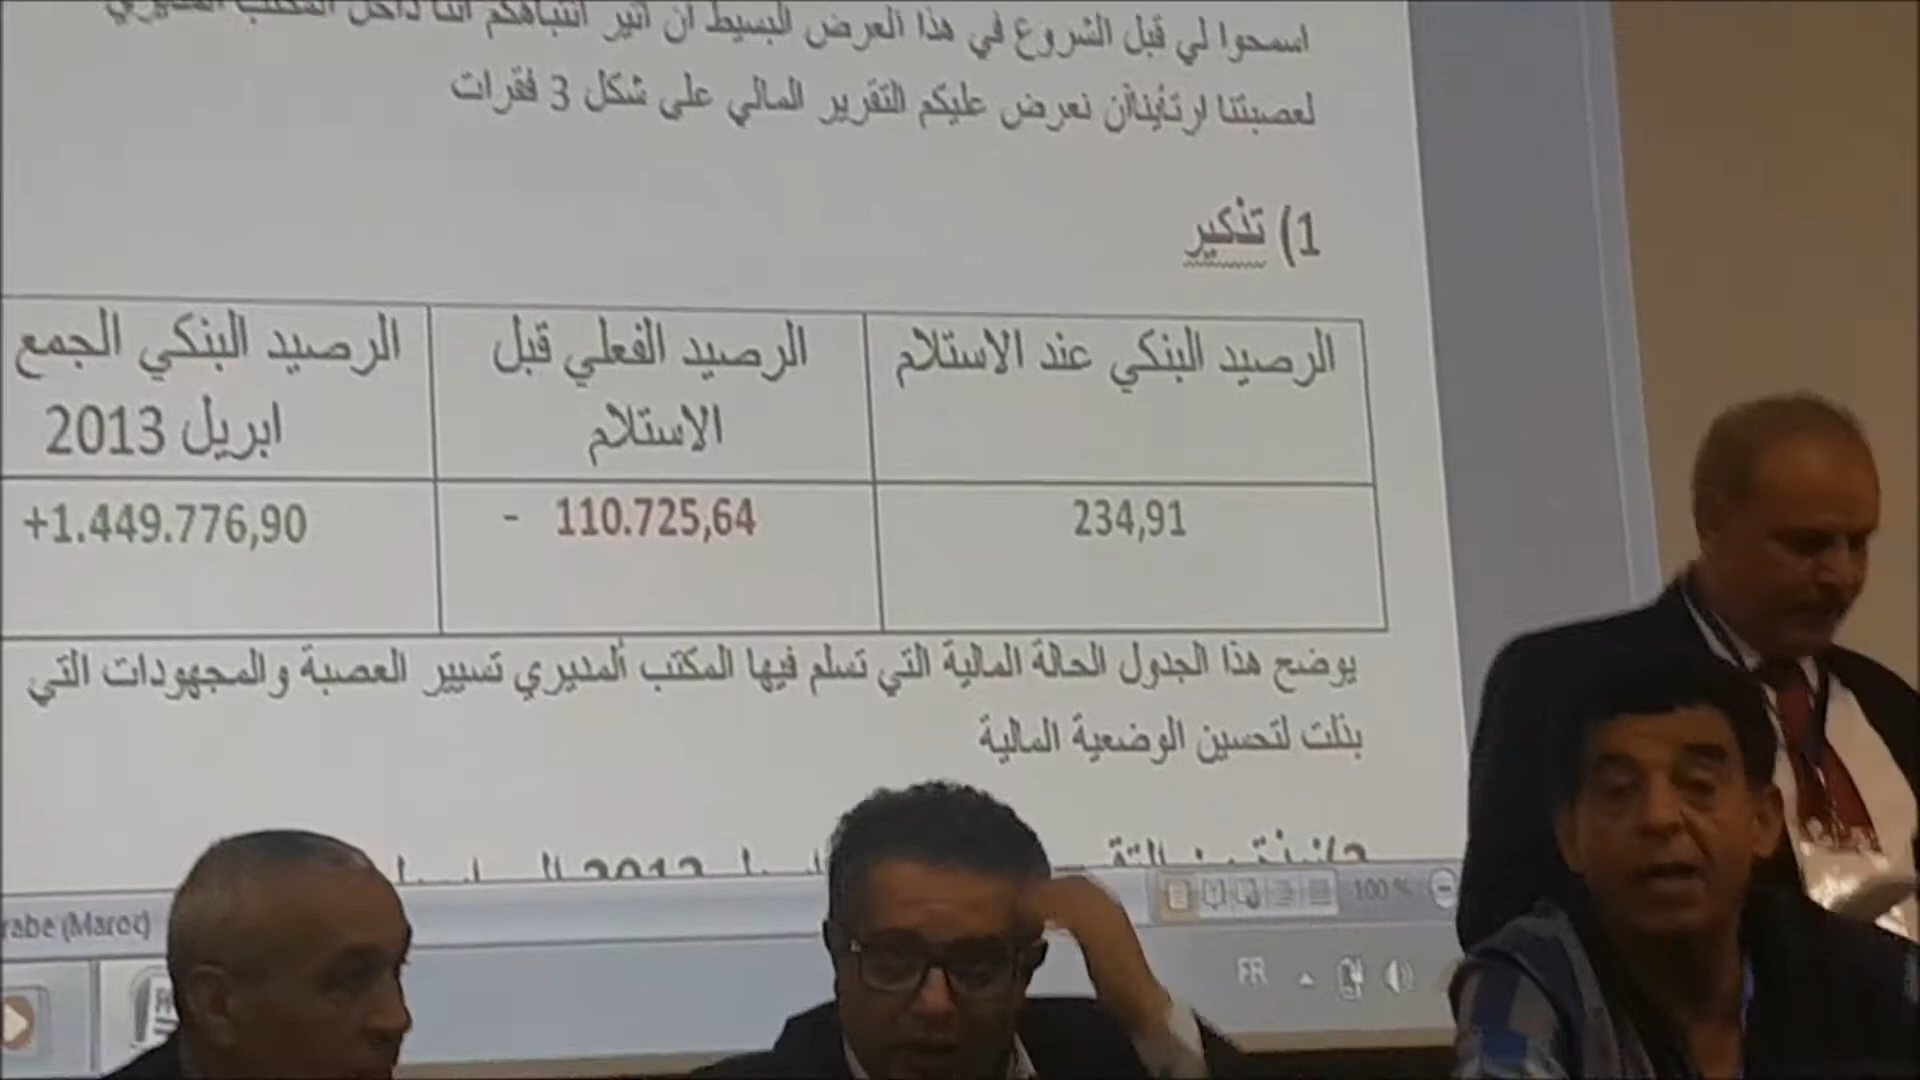 اسمحوا لي قبل الشروع في هذا العرض البسيط ان اثير انتباهكم اننا داخل المكتب المديري
لعصبتنا ارتأيناأن نعرض عليكم التقرير المالي على شكل 3 فقرات
1) تذكير
الرصيد البنكي عند الاستلام
الرصيد الفعلي قبل
الاستلام
الرصيد البنكي الجمع
ابريل 2013
234,91
- 110.725,64
+1.449.776,90
يوضح هذا الجدول الحالة المالية التي تسلم فيها المكتب المديري تسيير العصبة والمجهودات التي
بذلت لتحسين الوضعية المالية
rabe (Maroc)
100 %
FR